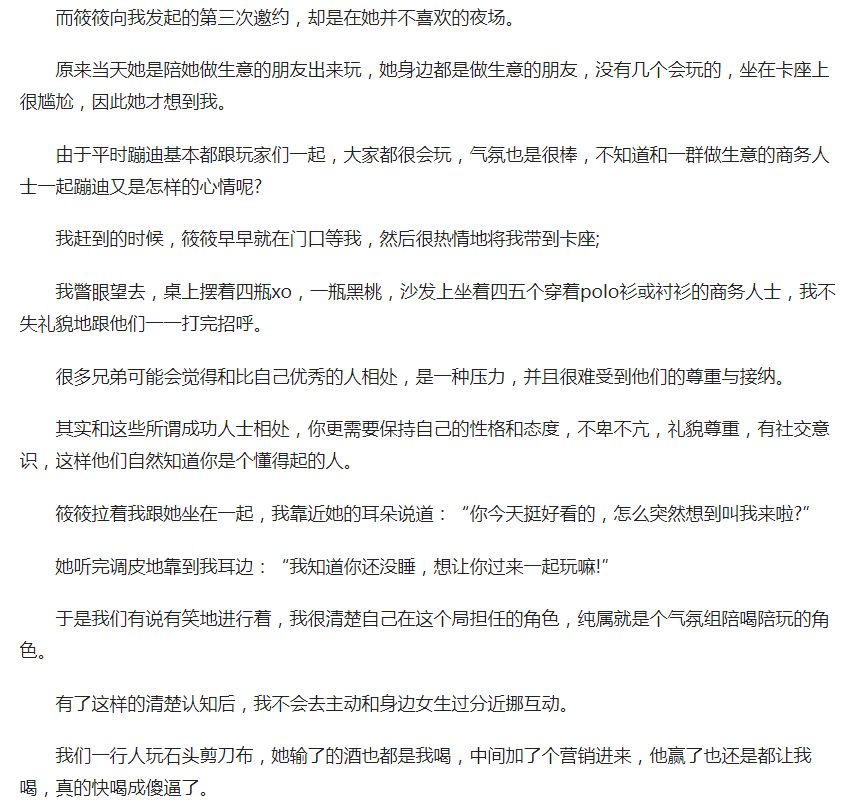 而筱筱向我发起的第三次邀约，却是在她并不喜欢的夜场。
原来当天她是陪她做生意的朋友出来玩，她身边都是做生意的朋友，没有几个会玩的，坐在卡座上
很尴尬，因此她才想到我。
由于平时蹦迪基本都跟玩家们一起，大家都很会玩，气氛也是很棒，不知道和一群做生意的商务人
士一起蹦迪又是怎样的心情呢?
我赶到的时候，筱筱早早就在门口等我，然后很热情地将我带到卡座;
我瞥眼望去，桌上摆着四瓶xo，一瓶黑桃，沙发上坐着四五个穿着polo衫或衬衫的商务人士，我不
失礼貌地跟他们一一打完招呼。
很多兄弟可能会觉得和比自己优秀的人相处，是一种压力，并且很难受到他们的尊重与接纳。
其实和这些所谓成功人士相处，你更需要保持自己的性格和态度，不卑不亢，礼貌尊重，有社交意
识，这样他们自然知道你是个懂得起的人。
筱筱拉着我跟她坐在一起，我靠近她的耳朵说道：“你今天挺好看的，怎么突然想到叫我来啦?”
她听完调皮地靠到我耳边：“我知道你还没睡，想让你过来一起玩嘛!”
于是我们有说有笑地进行着，我很清楚自己在这个局担任的角色，纯属就是个气氛组陪喝陪玩的角
色。
有了这样的清楚认知后，我不会去主动和身边女生过分近挪互动。
我们一行人玩石头剪刀布，她输了的酒也都是我喝，中间加了个营销进来，他赢了也还是都让我
喝，真的快喝成傻逼了。